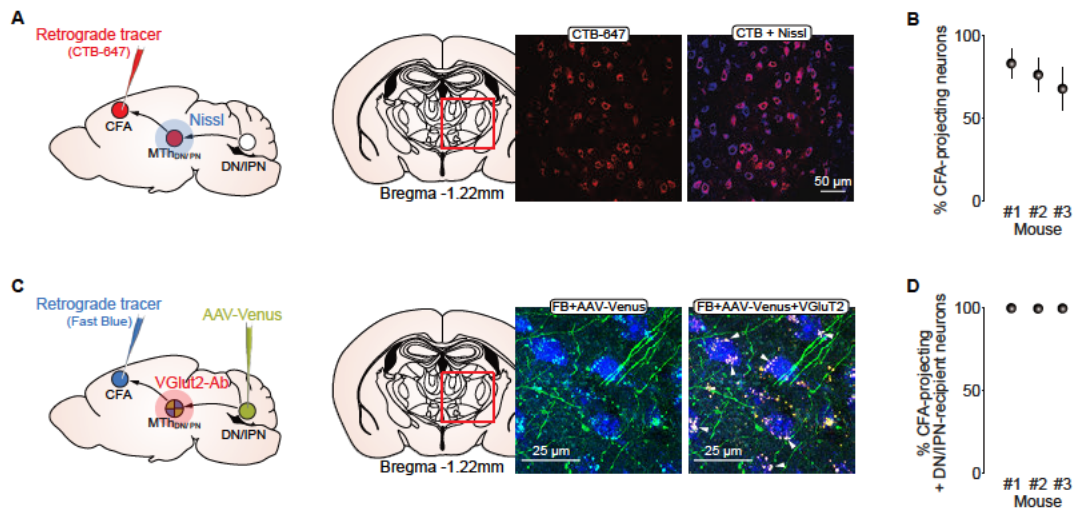 A
Retrograde tracer
(CTB-647)
Nissl
CFA
MThDN/IPN
DN/IPN
Bregma -1.22mm
CTB-647
CTB + Nissl
50 µm
B
% CFA-projecting neurons
100
50
0
#1 #2 #3
Mouse
C
Retrograde tracer
(Fast Blue)
AAV-Venus
VGlut2-Ab
CFA
MThDN/IPN
DN/IPN
Bregma -1.22mm
FB+AAV-Venus
FB+AAV-Venus+VGluT2
25 µm
25 µm
D
% CFA-projecting
+ DN/IPN-recipient neurons
100
50
0
#1 #2 #3
Mouse